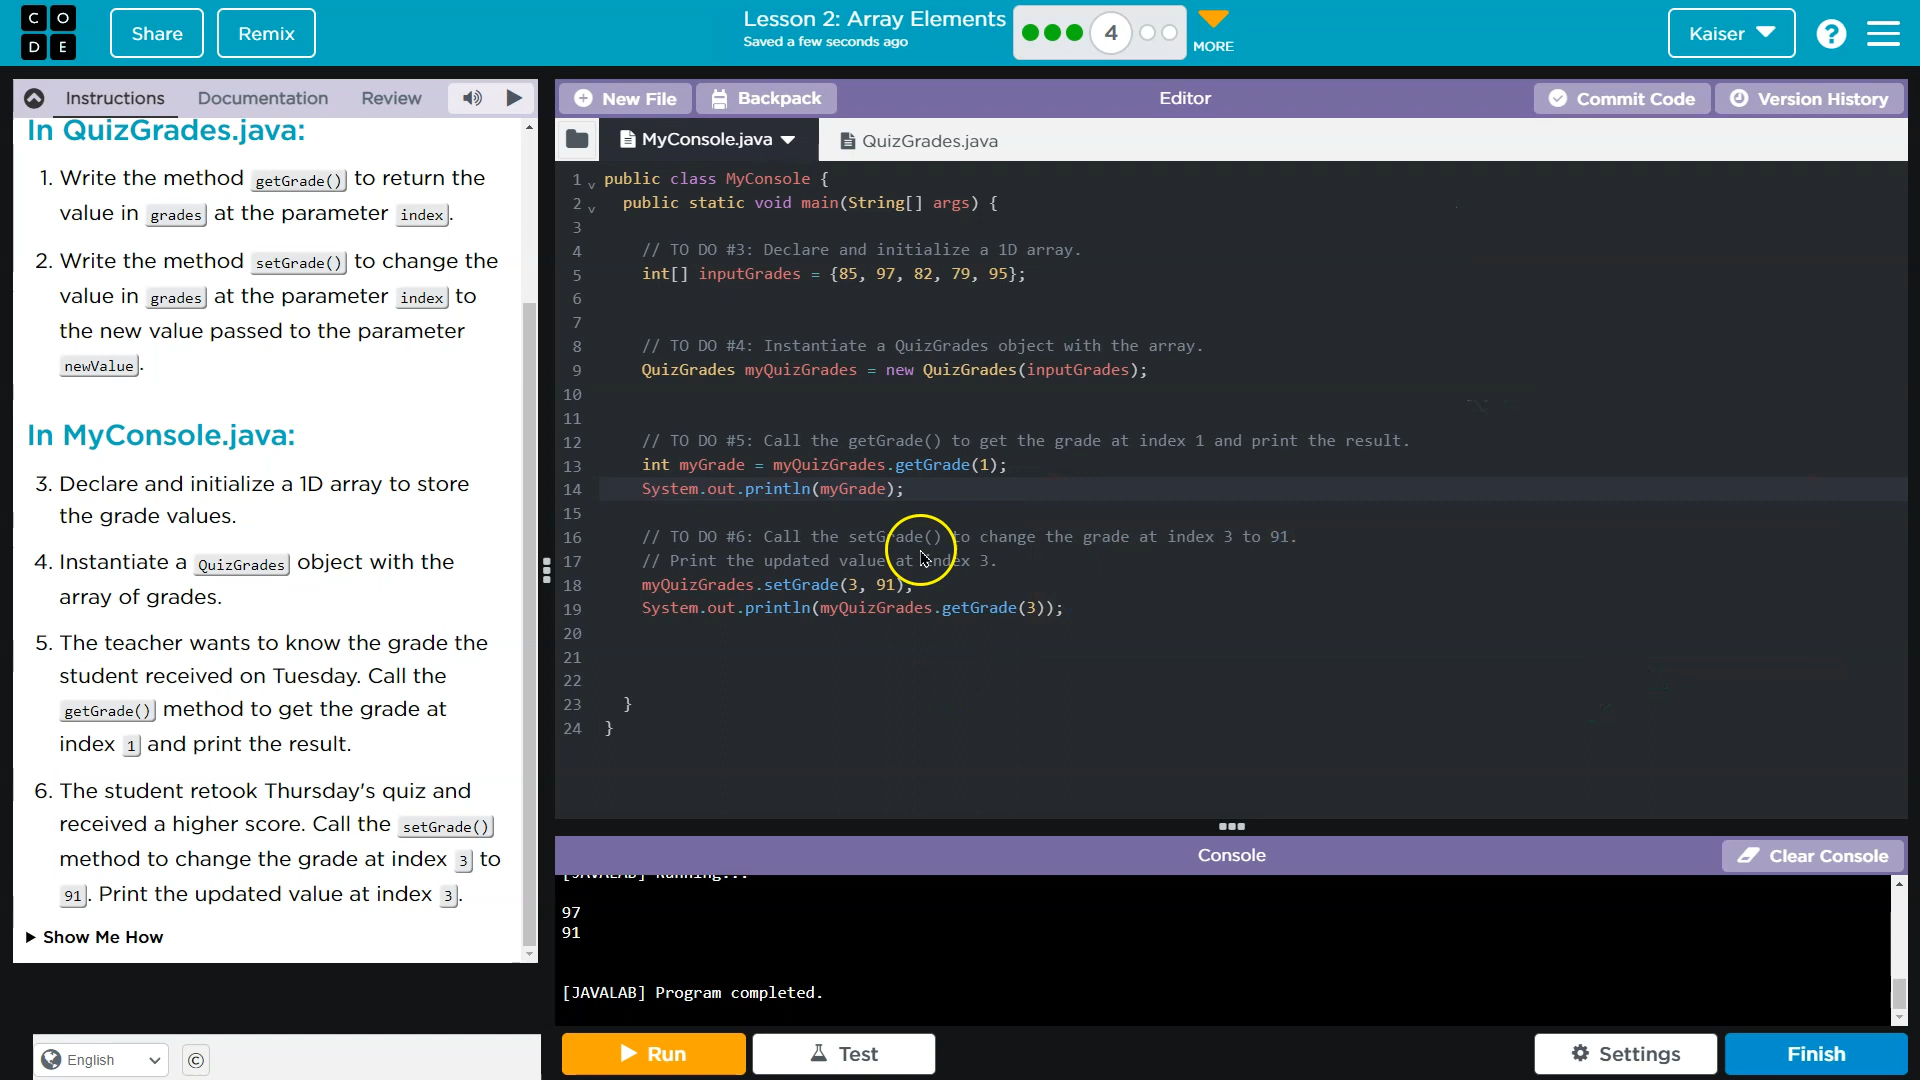 C O
D E
Share
Remix
Lesson 2: Array Elements
Saved a few seconds ago
4
MORE
Kaiser
?
Instructions
Documentation
Review
In QuizGrades.java:
1. Write the method getGrade() to return the
value in grades at the parameter index.
2. Write the method setGrade() to change the
value in grades at the parameter index to
the new value passed to the parameter
newValue.
In MyConsole.java:
3. Declare and initialize a 1D array to store
the grade values.
4. Instantiate a QuizGrades object with the
array of grades.
5. The teacher wants to know the grade the
student received on Tuesday. Call the
getGrade() method to get the grade at
index 1 and print the result.
6. The student retook Thursday's quiz and
received a higher score. Call the setGrade()
method to change the grade at index 3 to
91. Print the updated value at index 3.
Show Me How
English
©
New File
Backpack
Editor
Commit Code
Version History
MyConsole.java
QuizGrades.java
1 public class MyConsole {
2 public static void main(String[] args) {
3
4 // TO DO #3: Declare and initialize a 1D array.
5 int[] inputGrades = {85, 97, 82, 79, 95};
6
7
8 // TO DO #4: Instantiate a QuizGrades object with the array.
9 QuizGrades myQuizGrades = new QuizGrades(inputGrades);
10
11
12 // TO DO #5: Call the getGrade() to get the grade at index 1 and print the result.
13 int myGrade = myQuizGrades.getGrade(1);
14 System.out.println(myGrade);
15
16 // TO DO #6: Call the setGrade() to change the grade at index 3 to 91.
17 // Print the updated value at index 3.
18 myQuizGrades.setGrade(3, 91);
19 System.out.println(myQuizGrades.getGrade(3));
20
21
22
23 }
24 }
Console
Clear Console
[JAVALAB] Running...
97
91
[JAVALAB] Program completed.
Run
Test
Settings
Finish